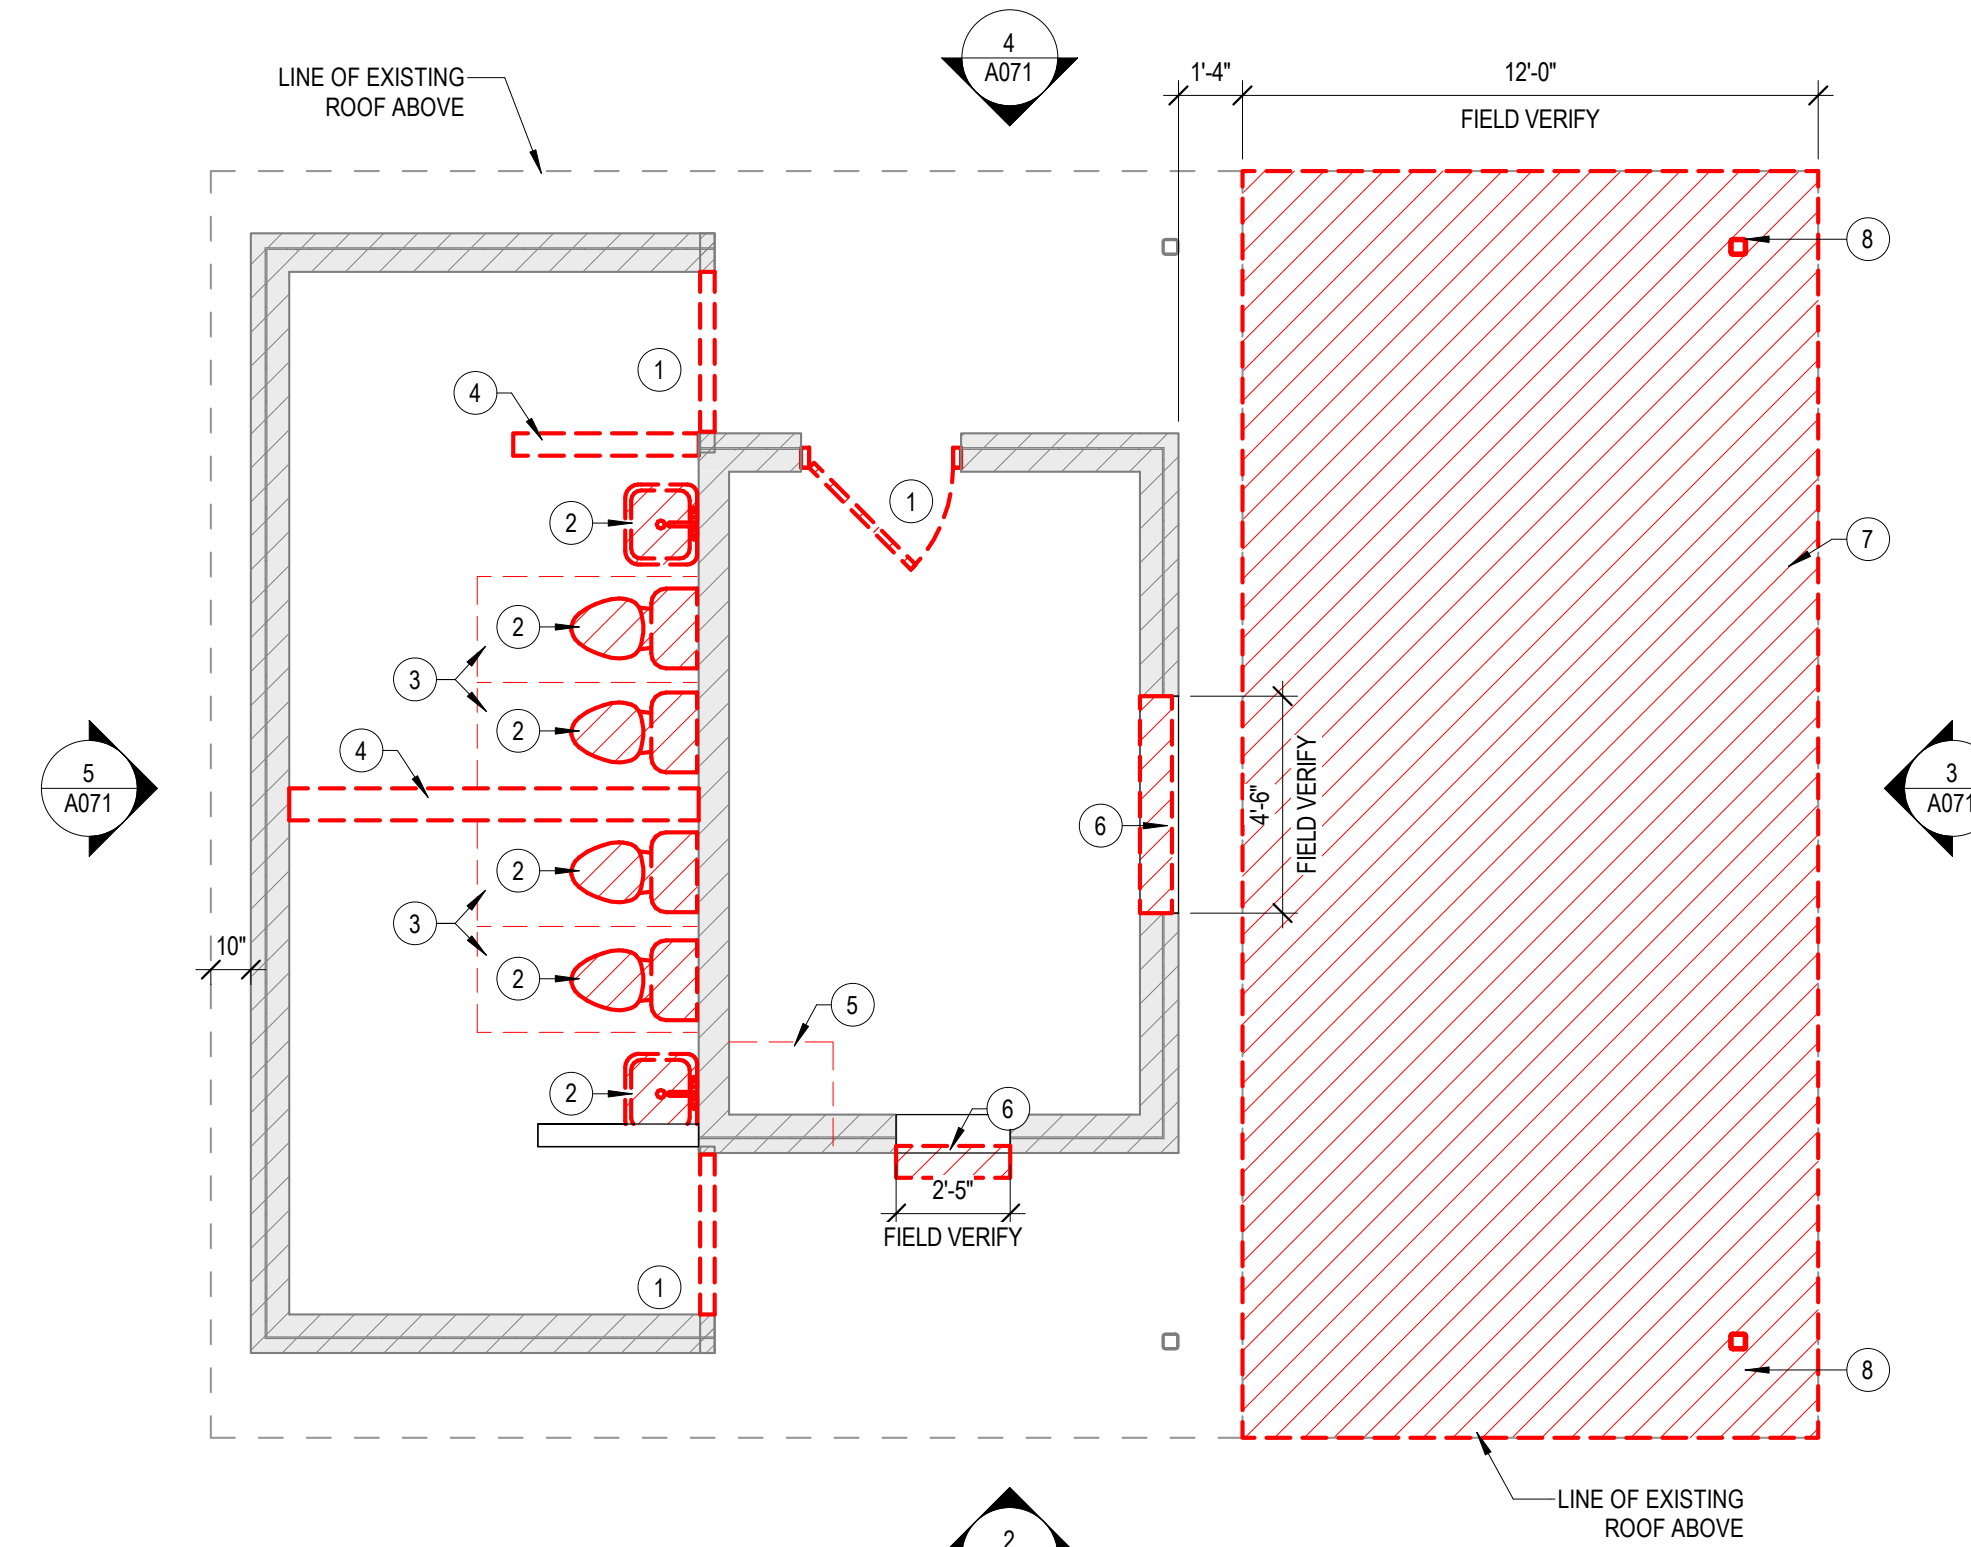 4
A071
LINE OF EXISTING
ROOF ABOVE
1'-4"
12'-0"
FIELD VERIFY
8
1
4
1
2
7
2
3
2
4
5
A071
3
A071
4'-6"
FIELD VERIFY
6
2
3
10"
2
5
2
6
2'-5"
FIELD VERIFY
1
8
LINE OF EXISTING
ROOF ABOVE
2